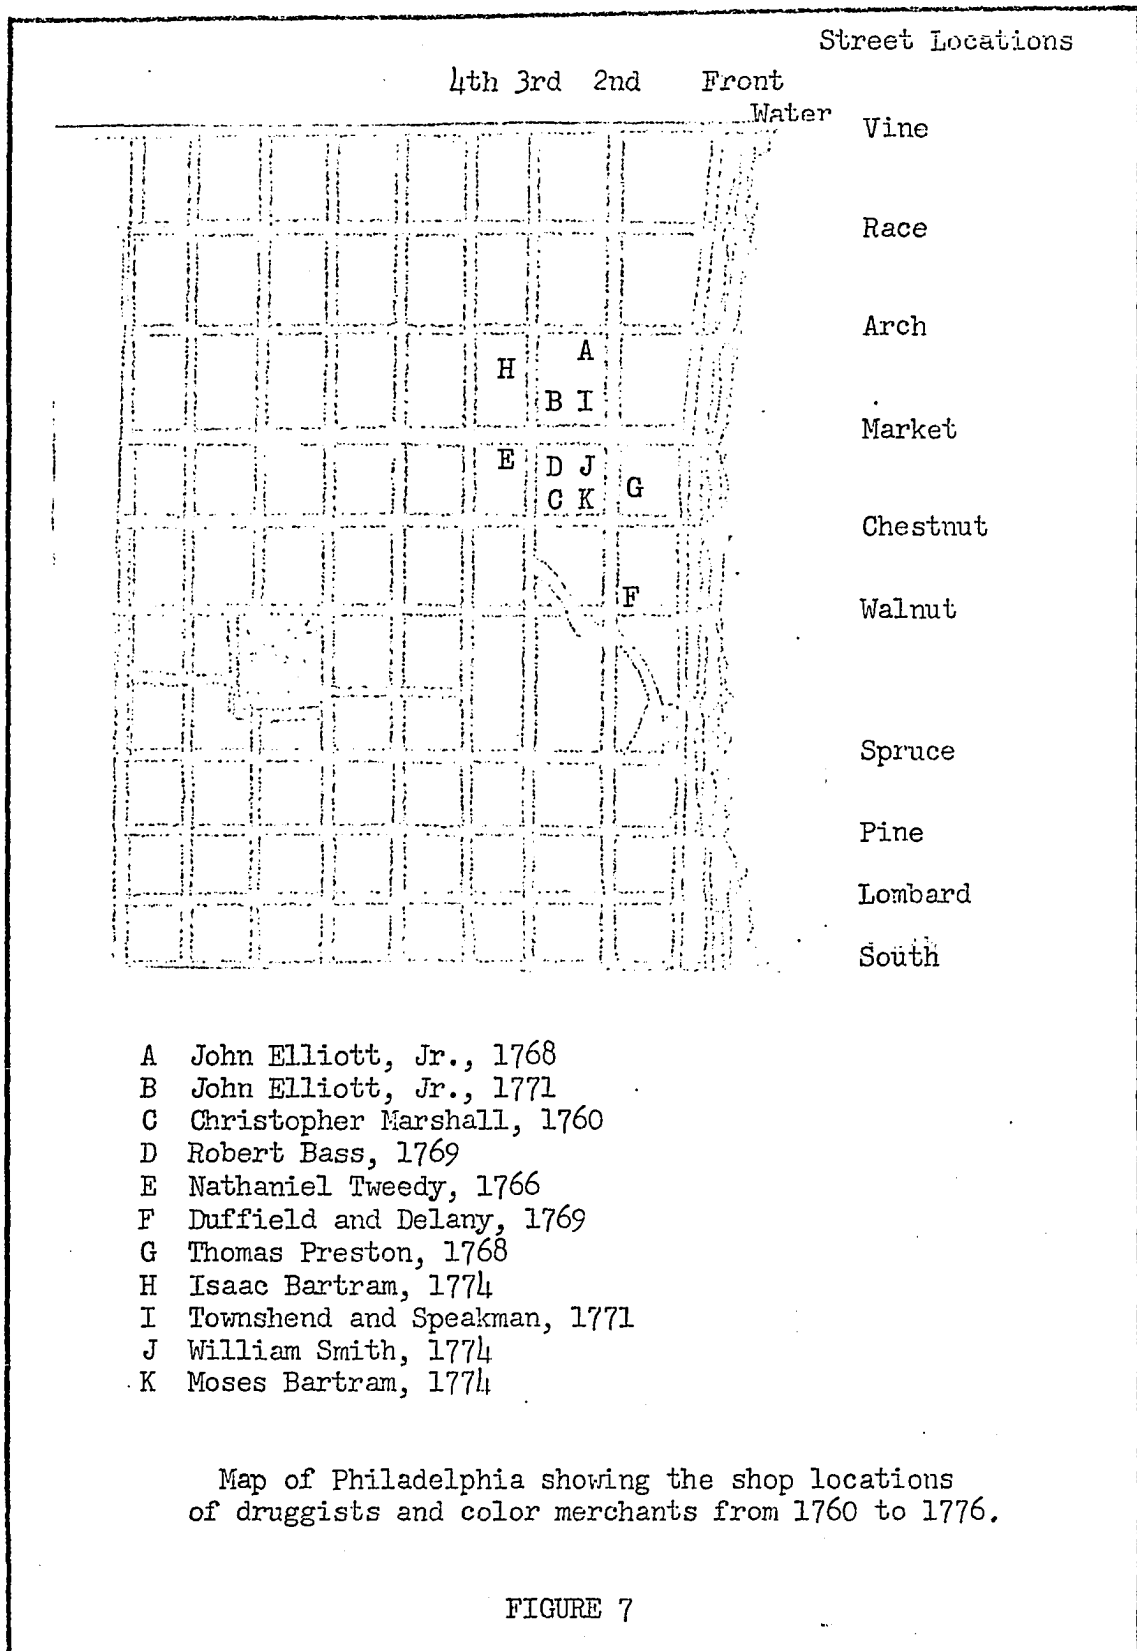 Street Locations
4th 3rd 2nd Front
Water
Vine
Race
Arch
A
H
B I
Market
E D J
G
C K
Chestnut
F
Walnut
Spruce
Pine
Lombard
South
A John Elliott, Jr., 1768
B John Elliott, Jr., 1771
C Christopher Marshall, 1760
D Robert Bass, 1769
E Nathaniel Tweedy, 1766
F Duffield and Delany, 1769
G Thomas Preston, 1768
H Isaac Bartram, 1774
I Townshend and Speakman, 1771
J William Smith, 1774
K Moses Bartram, 1774
Map of Philadelphia showing the shop locations
of druggists and color merchants from 1760 to 1776.
FIGURE 7